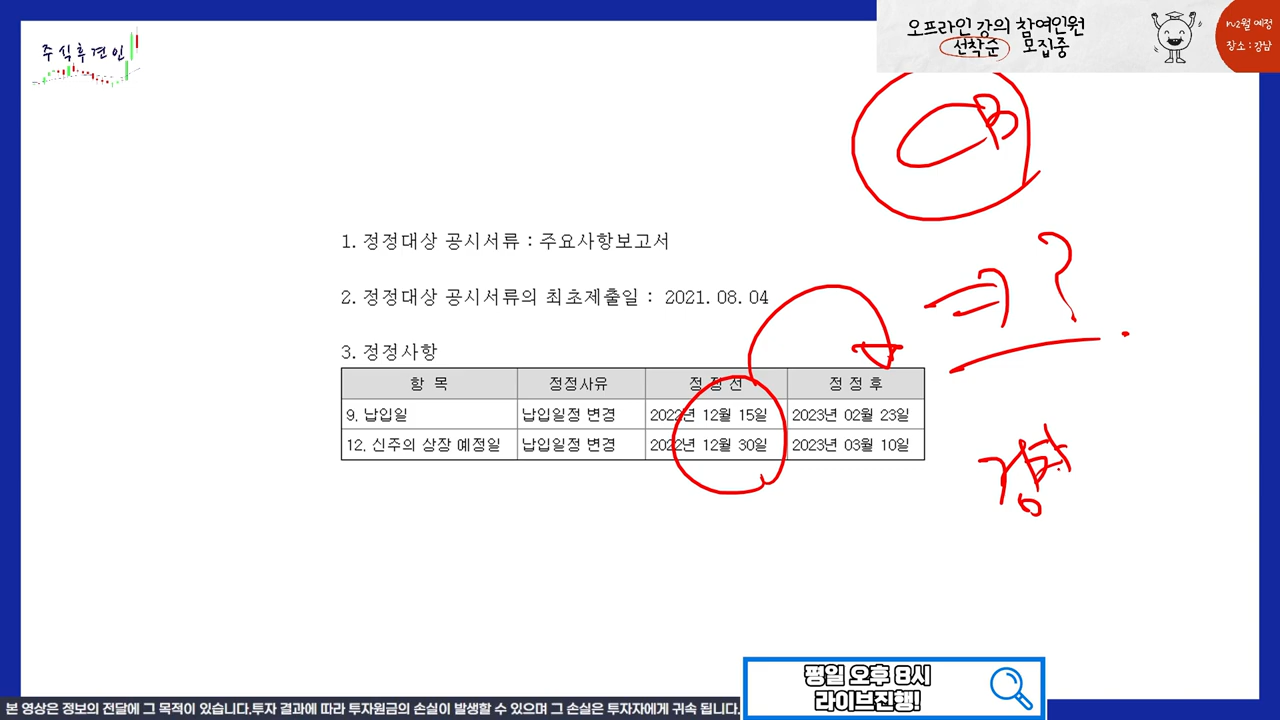 주식후견인
오프라인 강의 참여인원
선착순 모집중
N2월 예정
장소 : 강남
B
1. 정정대상 공시서류 : 주요사항보고서
2. 정정대상 공시서류의 최초제출일 : 2021. 08. 04
3. 정정사항
항 목 정정사유 정 정 전 정 정 후
9. 납입일 납입일정 변경 2022년 12월 15일 2023년 02월 23일
12. 신주의 상장 예정일 납입일정 변경 2022년 12월 30일 2023년 03월 10일
평일 오후 8시
라이브진행!
본 영상은 정보의 전달에 그 목적이 있습니다.투자 결과에 따라 투자원금의 손실이 발생할 수 있으며 그 손실은 투자자에게 귀속 됩니다.